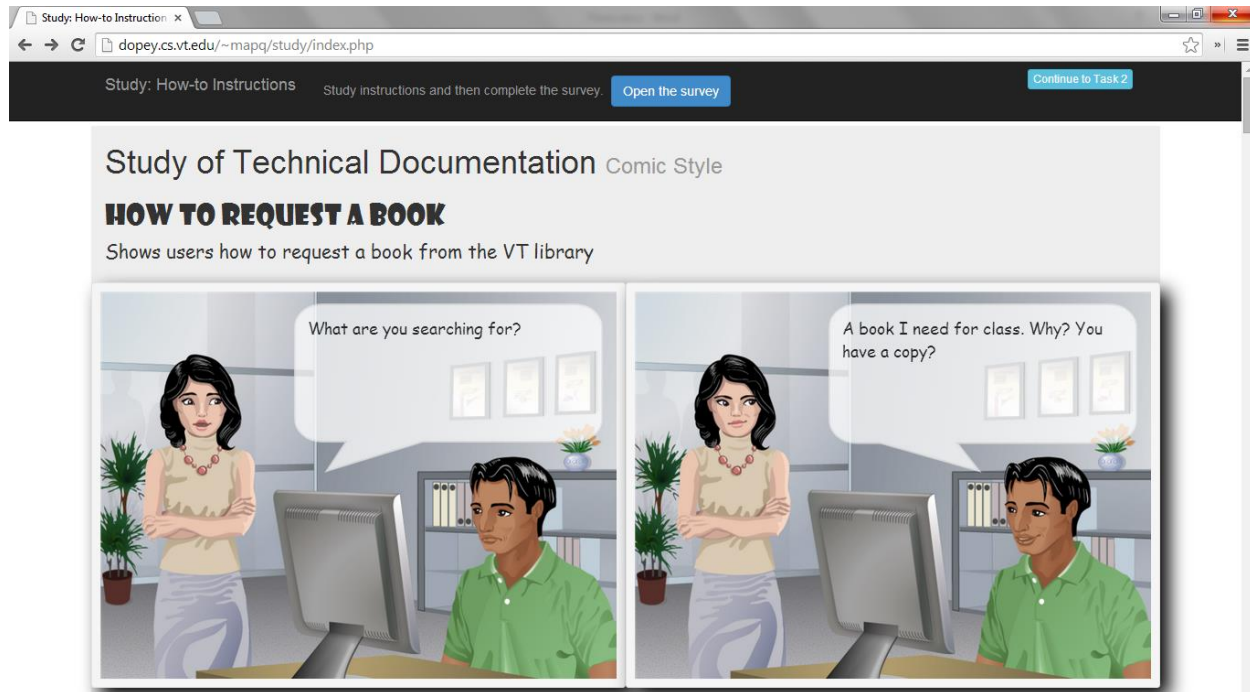 Study: How-to Instruction
dopey.cs.vt.edu/~mapq/study/index.php
Study: How-to Instructions
Study instructions and then complete the survey.
Open the survey
Continue to Task 2
Study of Technical Documentation Comic Style
HOW TO REQUEST A BOOK
Shows users how to request a book from the VT library
What are you searching for?
A book I need for class. Why? You
have a copy?